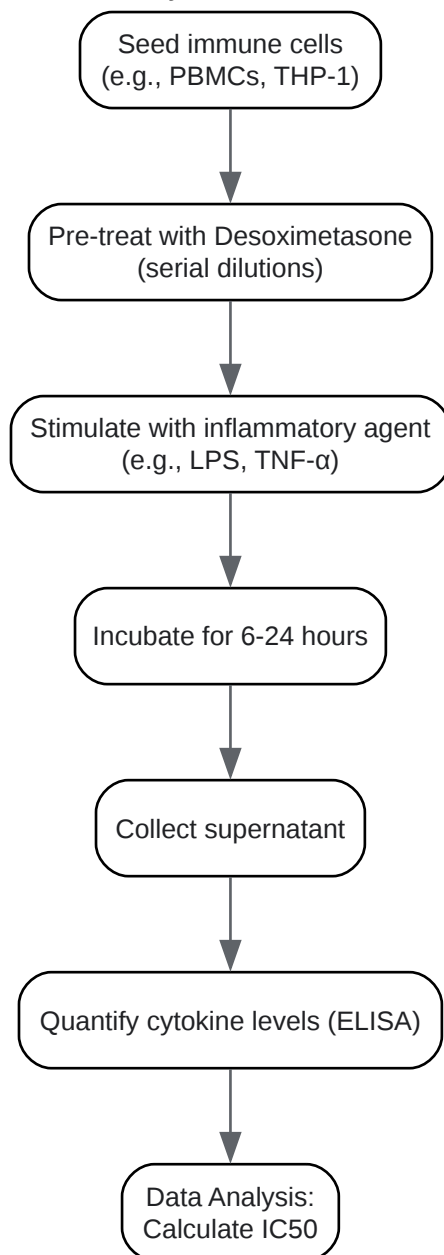 Seed immune cells
(e.g., PBMCs, THP-1)
Pre-treat with Desoximetasone
(serial dilutions)
Stimulate with inflammatory agent
(e.g., LPS, TNF-α)
Incubate for 6-24 hours
Collect supernatant
Quantify cytokine levels (ELISA)
Data Analysis:
Calculate IC50